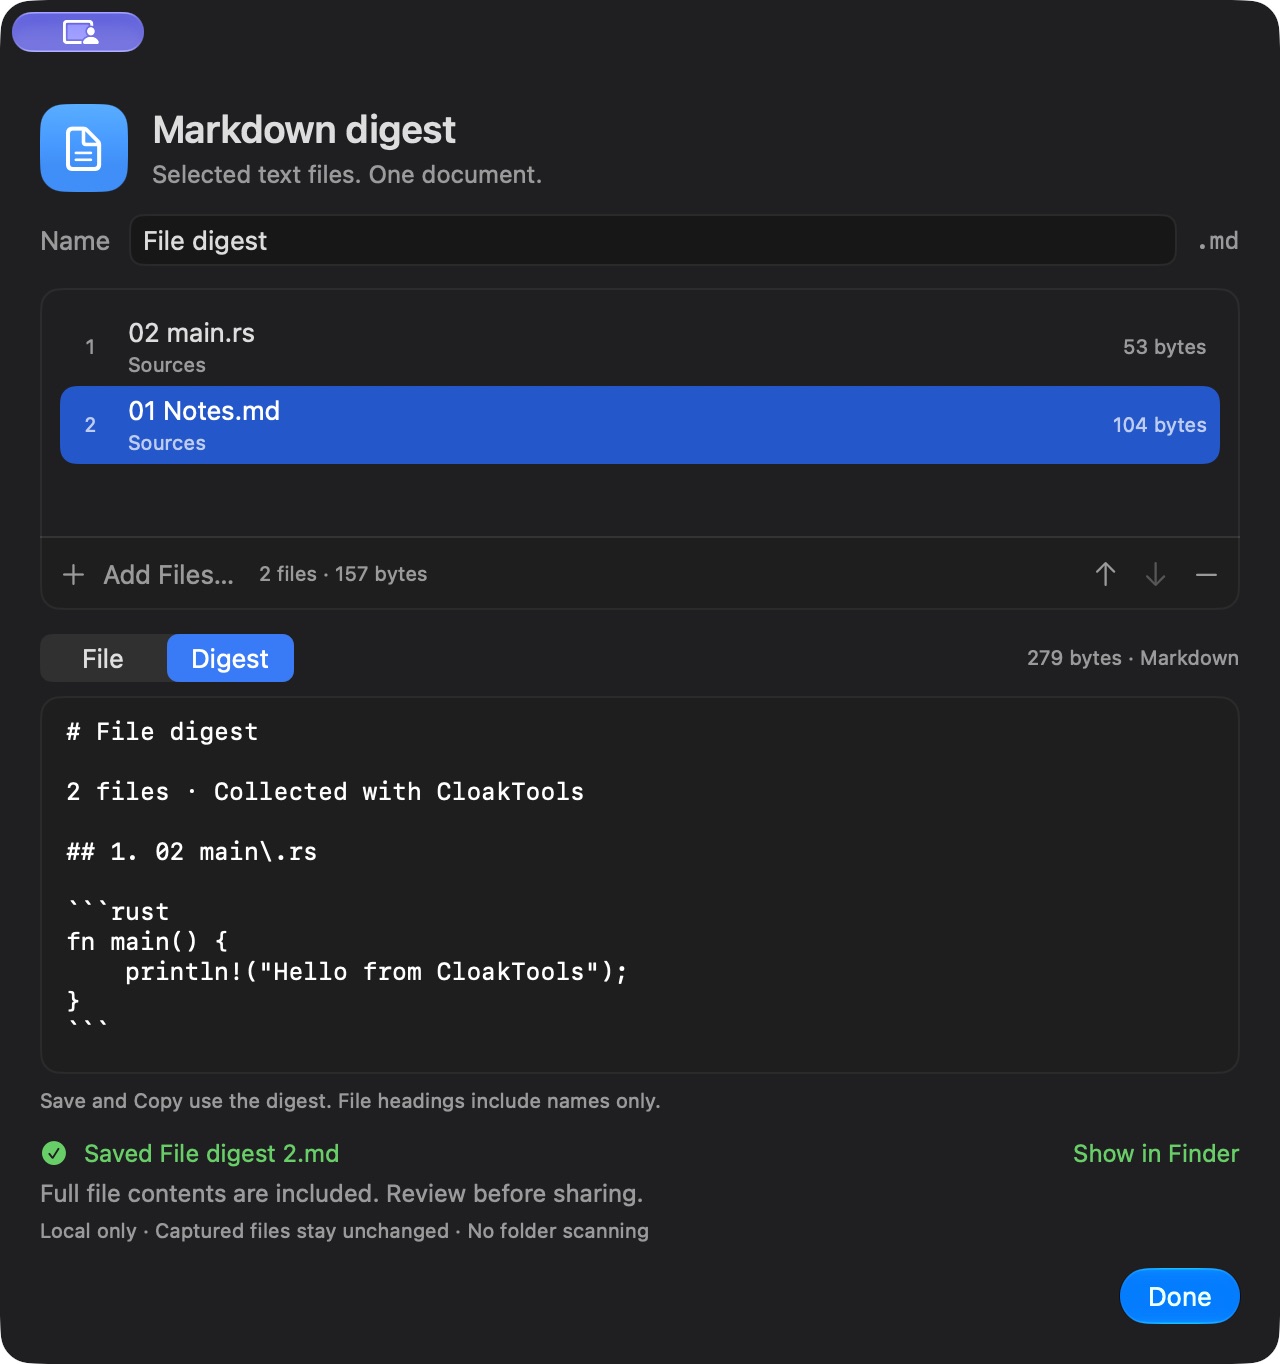 Markdown digest
Selected text files. One document.
Name File digest .md
1 02 main.rs 53 bytes
Sources
2 01 Notes.md 104 bytes
Sources
+ Add Files... 2 files · 157 bytes
File Digest 279 bytes · Markdown
# File digest
2 files · Collected with CloakTools
## 1. 02 main\.rs
```rust
fn main() {
    println!("Hello from CloakTools");
}
```
Save and Copy use the digest. File headings include names only.
Saved File digest 2.md Show in Finder
Full file contents are included. Review before sharing.
Local only · Captured files stay unchanged · No folder scanning
Done